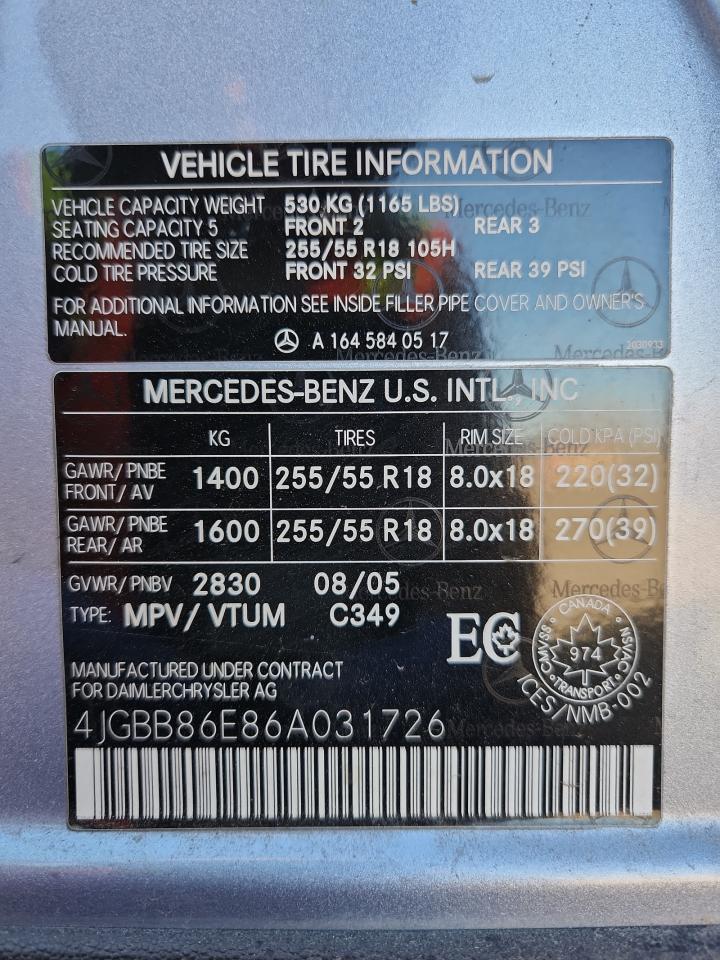 VEHICLE TIRE INFORMATION
VEHICLE CAPACITY WEIGHT 530 KG (1165 LBS)
SEATING CAPACITY 5 FRONT 2 REAR 3
RECOMMENDED TIRE SIZE 255/55 R18 105H
COLD TIRE PRESSURE FRONT 32 PSI REAR 39 PSI
FOR ADDITIONAL INFORMATION SEE INSIDE FILLER PIPE COVER AND OWNER'S
MANUAL.
A 164 584 05 17
2030933
MERCEDES-BENZ U.S. INTL., INC
KG TIRES RIM SIZE COLD KPA (PSI)
GAWR/PNBE FRONT/AV 1400 255/55 R18 8.0x18 220(32)
GAWR/PNBE REAR/AR 1600 255/55 R18 8.0x18 270(39)
GVWR/PNBV 2830 08/05
TYPE: MPV/VTUM C349
EC
CANADA
CMVSS NSVAC
974
TRANSPORT
ICES/NMB-002
MANUFACTURED UNDER CONTRACT
FOR DAIMLERCHRYSLER AG
4JGBB86E86A031726
Mercedes-Benz